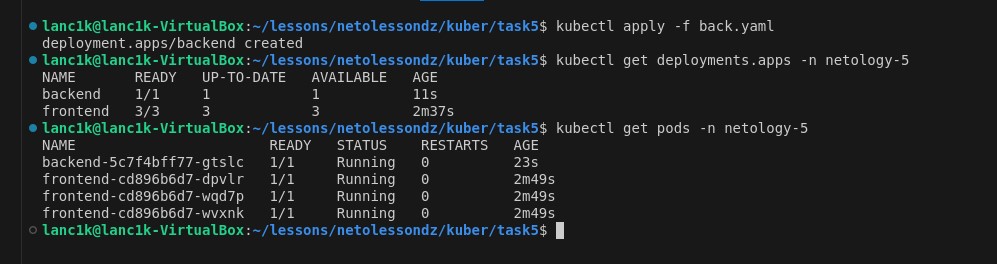 lanc1k@lanc1k-VirtualBox:~/lessons/netolessondz/kuber/task5$ kubectl apply -f back.yaml
deployment.apps/backend created
lanc1k@lanc1k-VirtualBox:~/lessons/netolessondz/kuber/task5$ kubectl get deployments.apps -n netology-5
NAME       READY   UP-TO-DATE   AVAILABLE   AGE
backend    1/1     1            1           11s
frontend   3/3     3            3           2m37s
lanc1k@lanc1k-VirtualBox:~/lessons/netolessondz/kuber/task5$ kubectl get pods -n netology-5
NAME                       READY   STATUS    RESTARTS   AGE
backend-5c7f4bff77-gtslc   1/1     Running   0          23s
frontend-cd896b6d7-dpvlr   1/1     Running   0          2m49s
frontend-cd896b6d7-wqd7p   1/1     Running   0          2m49s
frontend-cd896b6d7-wvxnk   1/1     Running   0          2m49s
lanc1k@lanc1k-VirtualBox:~/lessons/netolessondz/kuber/task5$